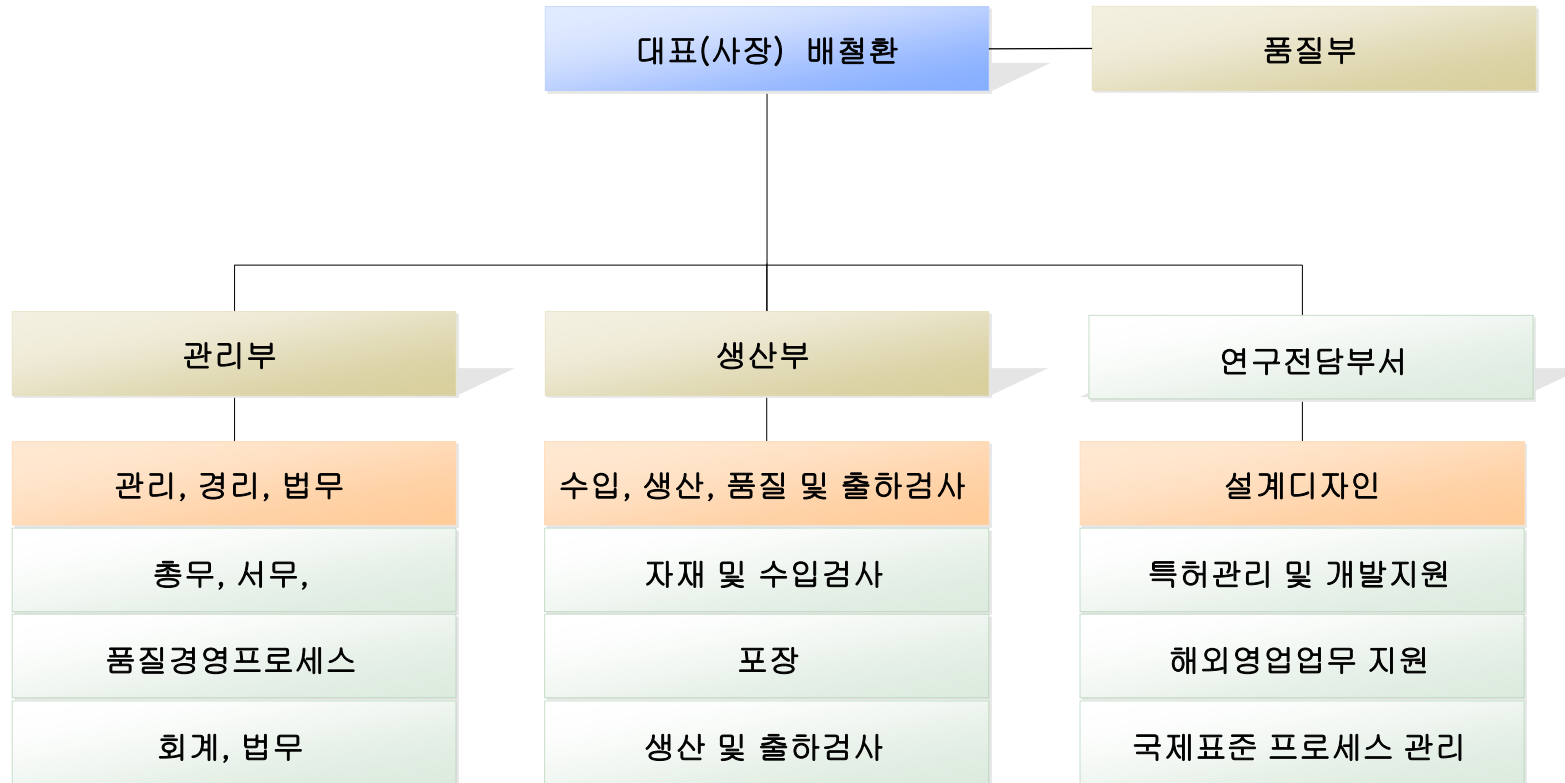 대표(사장) 배철환
품질부
관리부
생산부
연구전담부서
관리, 경리, 법무
수입, 생산, 품질 및 출하검사
설계디자인
총무, 서무,
자재 및 수입검사
특허관리 및 개발지원
품질경영프로세스
포장
해외영업업무 지원
회계, 법무
생산 및 출하검사
국제표준 프로세스 관리